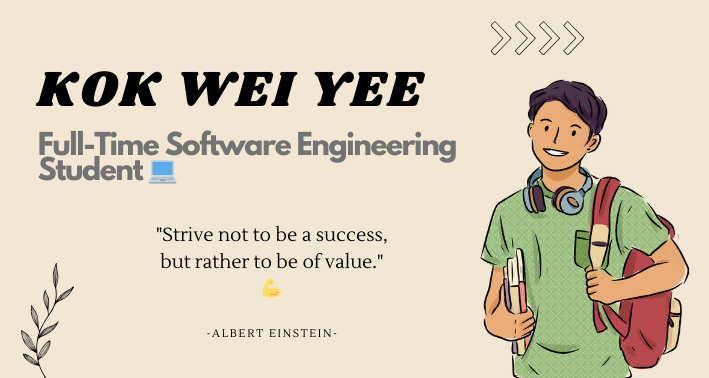 KOK WEI YEE
Full-Time Software Engineering
Student 💻
"Strive not to be a success,
but rather to be of value."
💪
-ALBERT EINSTEIN-